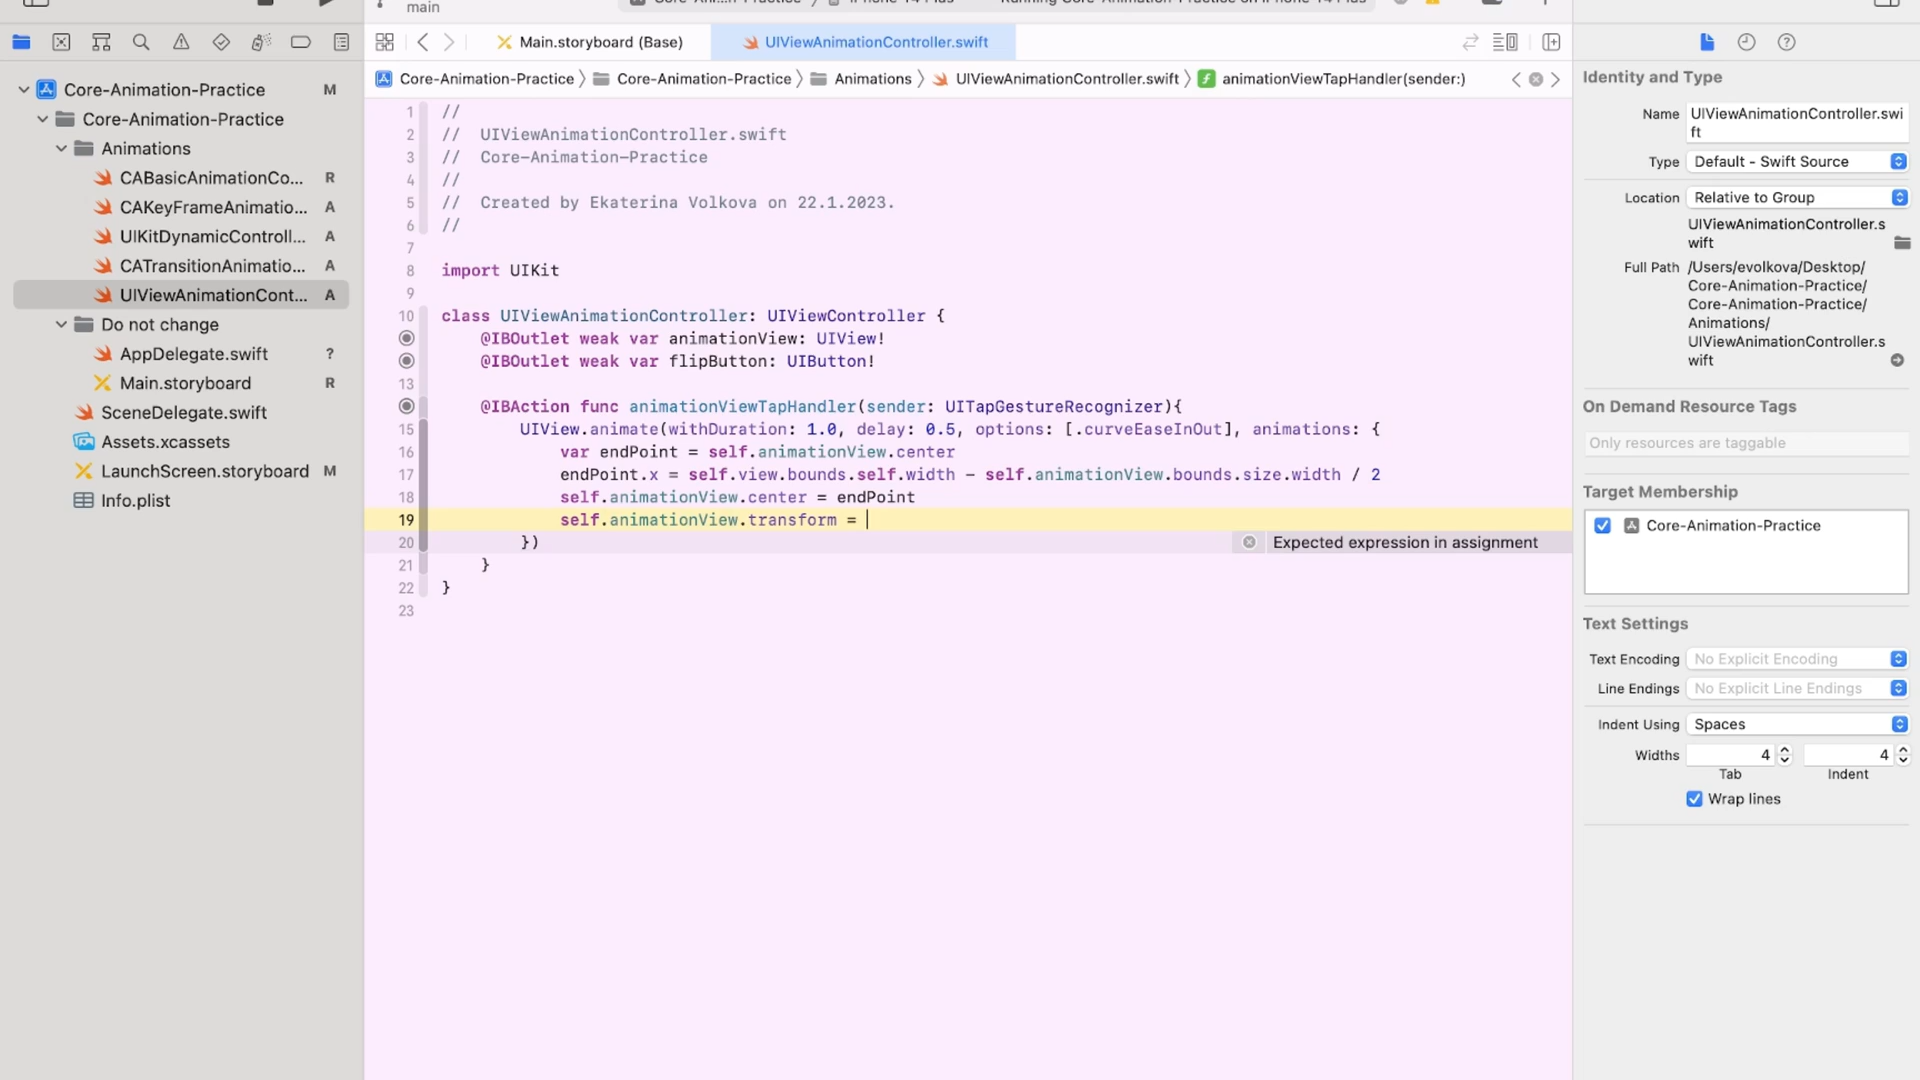 main
Main.storyboard (Base)
UIViewAnimationController.swift
Core-Animation-Practice
Core-Animation-Practice
Animations
UIViewAnimationController.swift
animationViewTapHandler(sender:)
Core-Animation-Practice M
Core-Animation-Practice
Animations
CABasicAnimationCo... R
CAKeyFrameAnimatio... A
UIKitDynamicControll... A
CATransitionAnimatio... A
UIViewAnimationCont... A
Do not change
AppDelegate.swift ?
Main.storyboard R
SceneDelegate.swift
Assets.xcassets
LaunchScreen.storyboard M
Info.plist
1 //
2 // UIViewAnimationController.swift
3 // Core-Animation-Practice
4 //
5 // Created by Ekaterina Volkova on 22.1.2023.
6 //
7
8 import UIKit
9
10 class UIViewAnimationController: UIViewController {
@IBOutlet weak var animationView: UIView!
@IBOutlet weak var flipButton: UIButton!
13
@IBAction func animationViewTapHandler(sender: UITapGestureRecognizer){
15 UIView.animate(withDuration: 1.0, delay: 0.5, options: [.curveEaseInOut], animations: {
16 var endPoint = self.animationView.center
17 endPoint.x = self.view.bounds.self.width - self.animationView.bounds.size.width / 2
18 self.animationView.center = endPoint
19 self.animationView.transform =
20 })
Expected expression in assignment
21 }
22 }
23
Identity and Type
Name UIViewAnimationController.swi
ft
Type Default - Swift Source
Location Relative to Group
UIViewAnimationController.s
wift
Full Path /Users/evolkova/Desktop/
Core-Animation-Practice/
Core-Animation-Practice/
Animations/
UIViewAnimationController.s
wift
On Demand Resource Tags
Only resources are taggable
Target Membership
Core-Animation-Practice
Text Settings
Text Encoding No Explicit Encoding
Line Endings No Explicit Line Endings
Indent Using Spaces
Widths 4 4
Tab Indent
Wrap lines